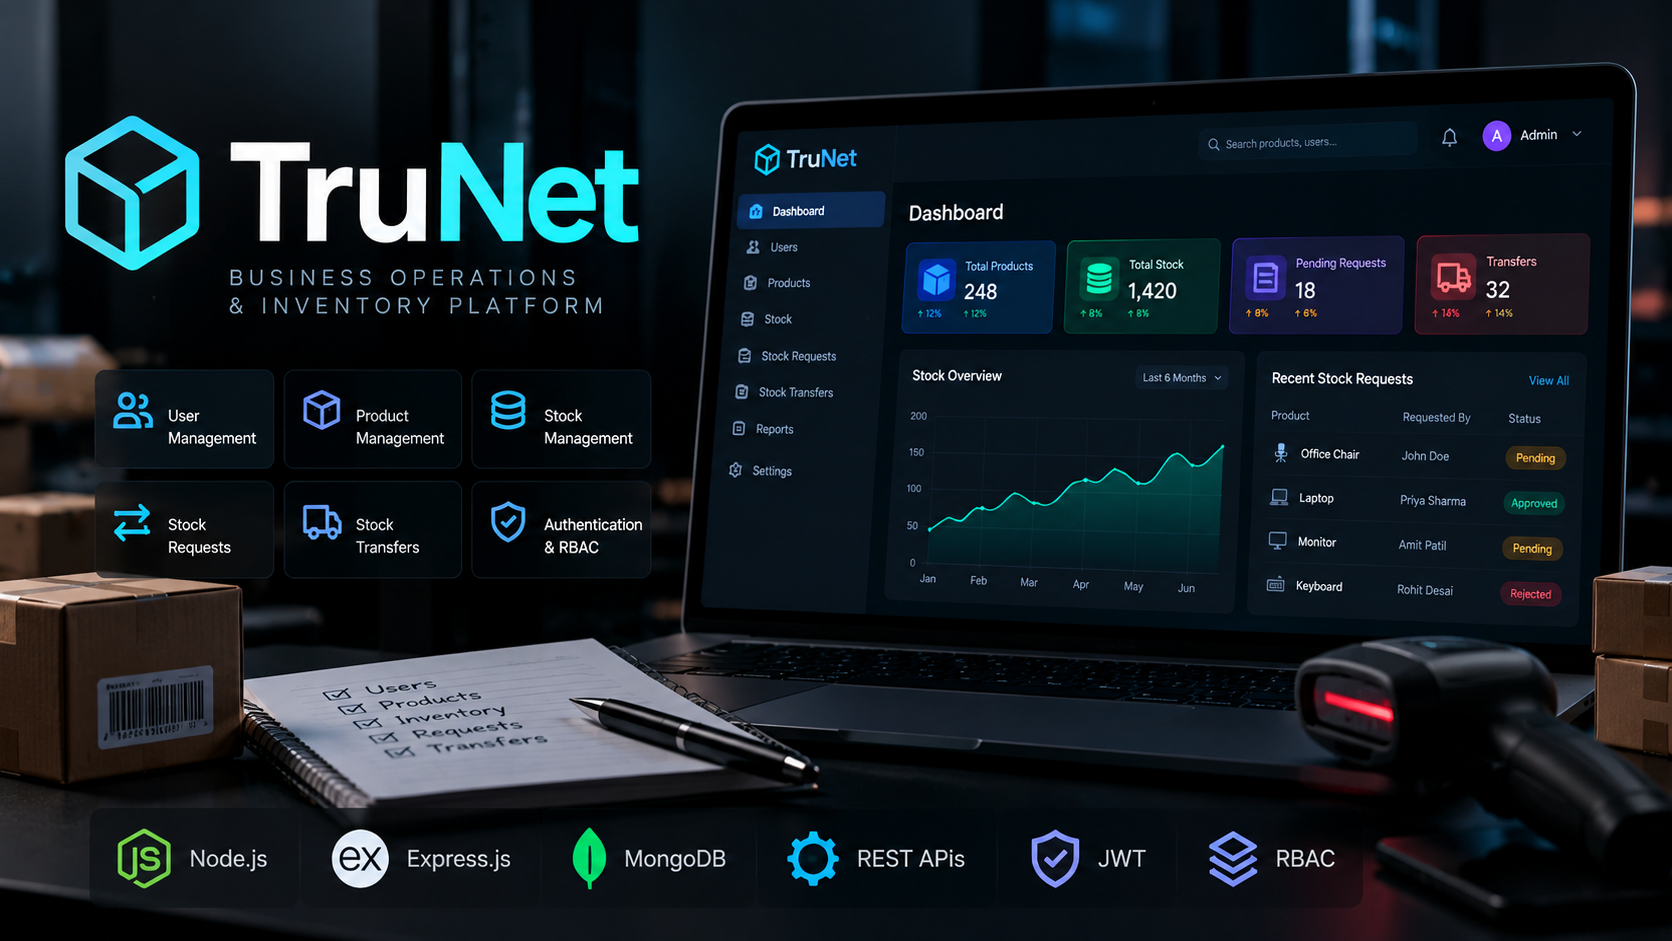 TruNet
BUSINESS OPERATIONS
& INVENTORY PLATFORM
User
Management
Product
Management
Stock
Management
Stock
Requests
Stock
Transfers
Authentication
& RBAC
TruNet
Search products, users...
A
Admin
Dashboard
Users
Products
Stock
Stock Requests
Stock Transfers
Reports
Settings
Dashboard
Total Products
248
↑ 12% ↑ 12%
Total Stock
1,420
↑ 8% ↑ 8%
Pending Requests
18
↑ 8% ↑ 6%
Transfers
32
↑ 14%
Stock Overview
Last 6 Months
200
150
100
50
0
Jan Feb Mar Apr May Jun
Recent Stock Requests
View All
Product Requested By Status
Office Chair John Doe Pending
Laptop Priya Sharma Approved
Monitor Amit Patil Pending
Keyboard Rohit Desai Rejected
Users
Products
Inventory
Requests
Transfers
JS
Node.js
ex
Express.js
MongoDB
REST APIs
JWT
RBAC